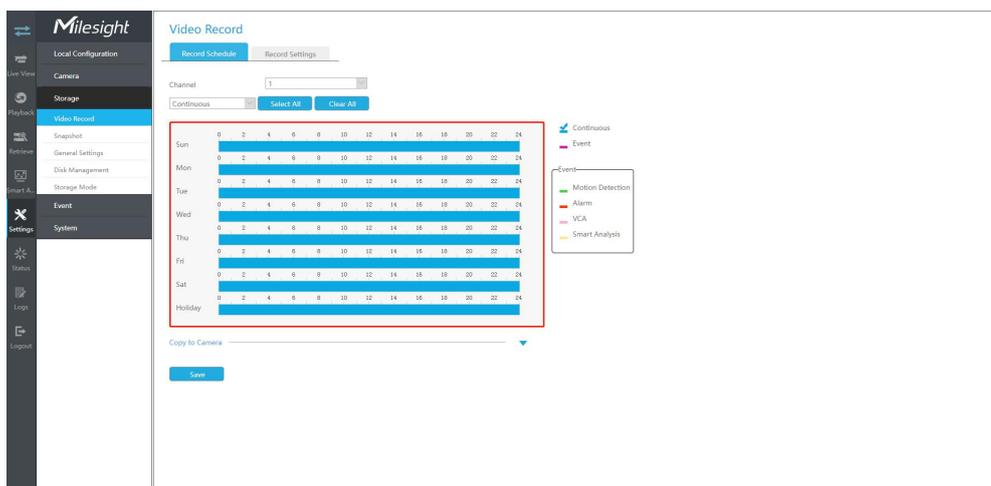 Milesight
Live View
Playback
Retrieve
Smart A...
Settings
Status
Logs
Logout
Local Configuration
Camera
Storage
Video Record
Snapshot
General Settings
Disk Management
Storage Mode
Event
System
Video Record
Record Schedule Record Settings
Channel 1
Continuous Select All Clear All
0 2 4 6 8 10 12 14 16 18 20 22 24
Sun
0 2 4 6 8 10 12 14 16 18 20 22 24
Mon
0 2 4 6 8 10 12 14 16 18 20 22 24
Tue
0 2 4 6 8 10 12 14 16 18 20 22 24
Wed
0 2 4 6 8 10 12 14 16 18 20 22 24
Thu
0 2 4 6 8 10 12 14 16 18 20 22 24
Fri
0 2 4 6 8 10 12 14 16 18 20 22 24
Sat
0 2 4 6 8 10 12 14 16 18 20 22 24
Holiday
Continuous
Event
Event
Motion Detection
Alarm
VCA
Smart Analysis
Copy to Camera
Save